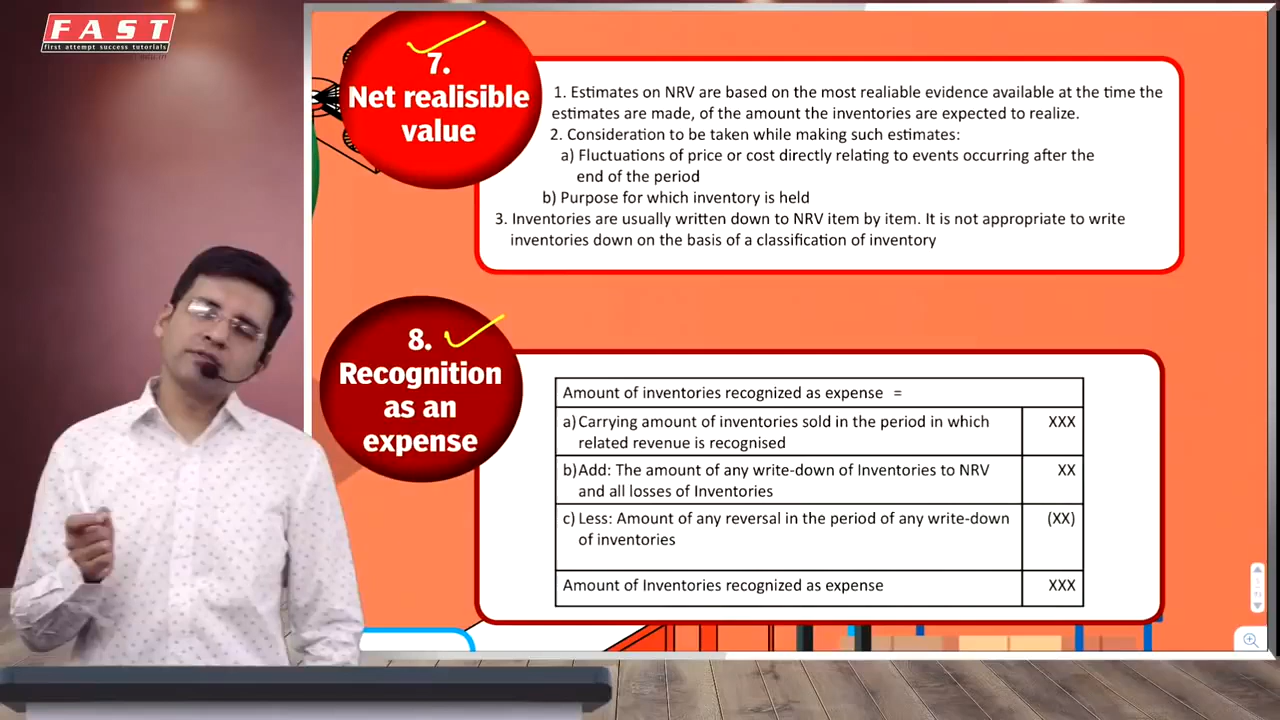 FAST
first attempt success tutorials
edu.in
7.
Net realisible
value
1. Estimates on NRV are based on the most realiable evidence available at the time the
estimates are made, of the amount the inventories are expected to realize.
2. Consideration to be taken while making such estimates:
a) Fluctuations of price or cost directly relating to events occurring after the
end of the period
b) Purpose for which inventory is held
3. Inventories are usually written down to NRV item by item. It is not appropriate to write
inventories down on the basis of a classification of inventory
8.
Recognition
as an
expense
Amount of inventories recognized as expense =
a) Carrying amount of inventories sold in the period in which XXX
related revenue is recognised
b) Add: The amount of any write-down of Inventories to NRV XX
and all losses of Inventories
c) Less: Amount of any reversal in the period of any write-down (XX)
of inventories
Amount of Inventories recognized as expense XXX